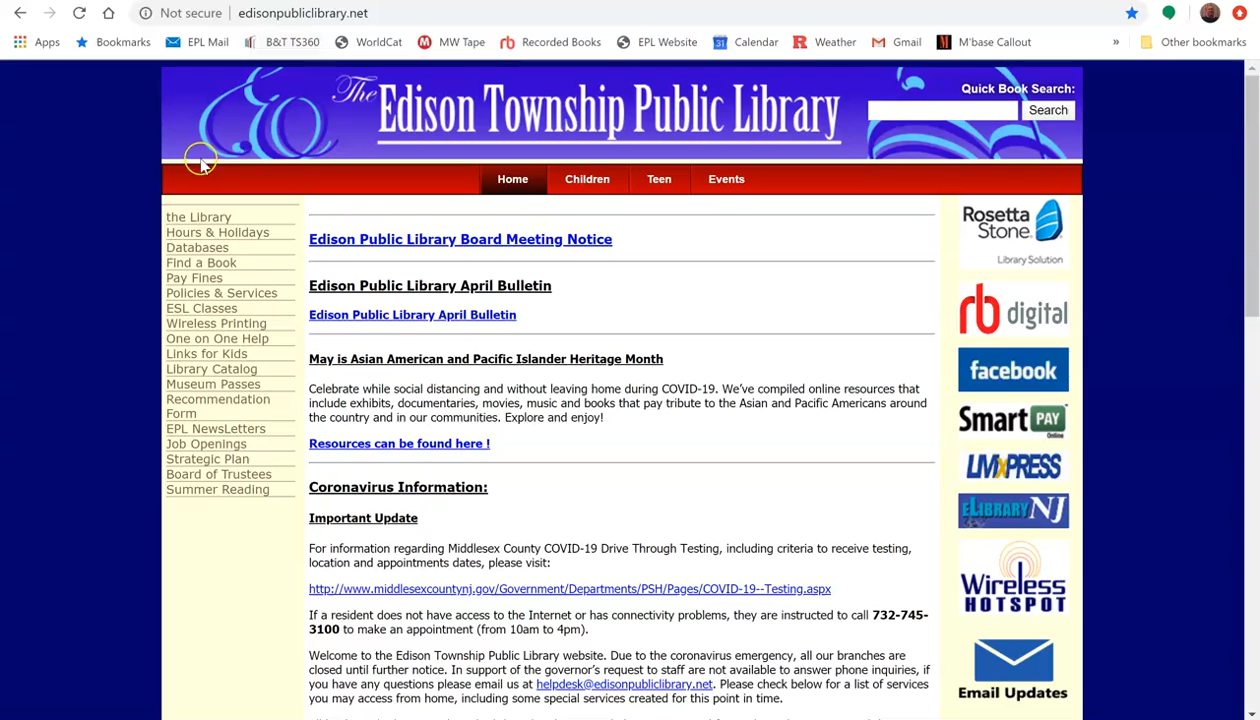 Not secure | edisonpubliclibrary.net
Apps Bookmarks EPL Mail B&T TS360 WorldCat MW Tape Recorded Books EPL Website Calendar Weather Gmail M'base Callout » Other bookmarks
The Edison Township Public Library
Quick Book Search:
Search
Home Children Teen Events
the Library
Hours & Holidays
Databases
Find a Book
Pay Fines
Policies & Services
ESL Classes
Wireless Printing
One on One Help
Links for Kids
Library Catalog
Museum Passes
Recommendation
Form
EPL NewsLetters
Job Openings
Strategic Plan
Board of Trustees
Summer Reading
Edison Public Library Board Meeting Notice
Edison Public Library April Bulletin
Edison Public Library April Bulletin
May is Asian American and Pacific Islander Heritage Month
Celebrate while social distancing and without leaving home during COVID-19. We've compiled online resources that
include exhibits, documentaries, movies, music and books that pay tribute to the Asian and Pacific Americans around
the country and in our communities. Explore and enjoy!
Resources can be found here !
Coronavirus Information:
Important Update
For information regarding Middlesex County COVID-19 Drive Through Testing, including criteria to receive testing,
location and appointments dates, please visit:
http://www.middlesexcountynj.gov/Government/Departments/PSH/Pages/COVID-19--Testing.aspx
If a resident does not have access to the Internet or has connectivity problems, they are instructed to call 732-745-
3100 to make an appointment (from 10am to 4pm).
Welcome to the Edison Township Public Library website. Due to the coronavirus emergency, all our branches are
closed until further notice. In support of the governor's request to staff are not available to answer phone inquiries, if
you have any questions please email us at helpdesk@edisonpubliclibrary.net. Please check below for a list of services
you may access from home, including some special services created for this point in time.
Rosetta
Stone
Library Solution
rb digital
facebook
Smart PAY
Online
LMxPRESS
eLIBRARYNJ
WIRELESS
HOTSPOT
Email Updates